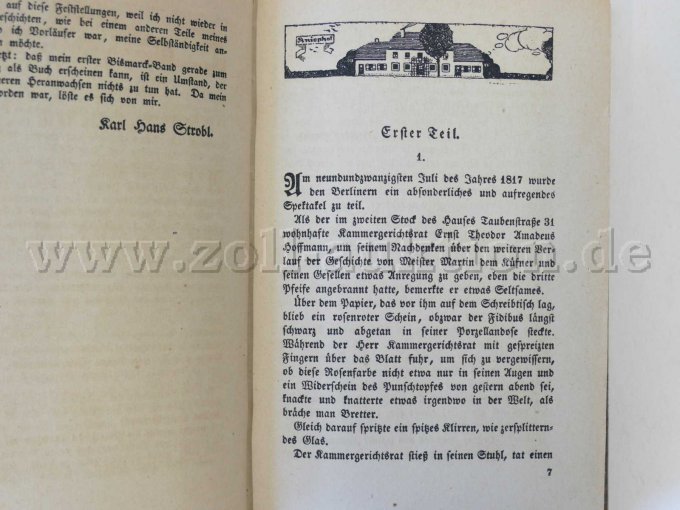 auf diese Feststellungen, weil ich nicht wieder in
schichten, wie bei einem anderen Teile meines
o ich Vorläufer war, meine Selbständigkeit an-
möchte.
etzt: daß mein erster Bismarck-Band gerade zum
als Buch erscheinen kann, ist ein Umstand, der
neren Heranwachsen nichts zu tun hat. Da mein
orden war, löste es sich von mir.
Karl Hans Strobl.
Kniephof
Erster Teil.
1.
Am neunundzwanzigsten Juli des Jahres 1817 wurde
den Berlinern ein absonderliches und aufregendes
Spektakel zu teil.
Als der im zweiten Stock des Hauses Taubenstraße 31
wohnhafte Kammergerichtsrat Ernst Theodor Amadeus
Hoffmann, um seinem Nachdenken über den weiteren Ver-
lauf der Geschichte von Meister Martin dem Küfner und
seinen Gesellen etwas Anregung zu geben, eben die dritte
Pfeife angebrannt hatte, bemerkte er etwas Seltsames.
Über dem Papier, das vor ihm auf dem Schreibtisch lag,
blieb ein rosenroter Schein, obzwar der Fidibus längst
schwarz und abgetan in seiner Porzellandose steckte.
Während der Herr Kammergerichtsrat mit gespreizten
Fingern über das Blatt fuhr, um sich zu vergewissern,
ob diese Rosenfarbe nicht etwa nur in seinen Augen und
ein Widerschein des Punschtopfes von gestern abend sei,
knackte und knatterte etwas irgendwo in der Welt, als
bräche man Bretter.
Gleich darauf spritzte ein spitzes Klirren, wie zersplittern-
des Glas.
Der Kammergerichtsrat stieß in seinen Stuhl, tat einen
7